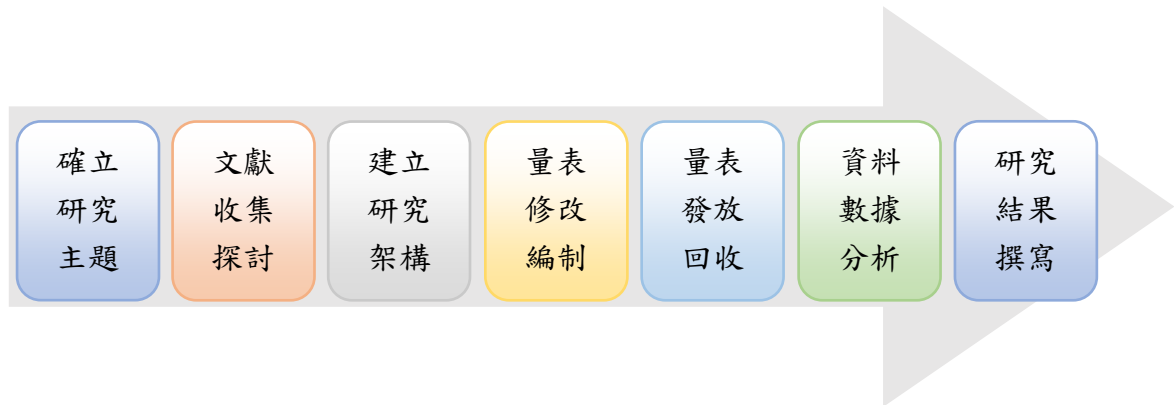 確立
研究
主題
文獻
收集
探討
建立
研究
架構
量表
修改
編制
量表
發放
回收
資料
數據
分析
研究
結果
撰寫